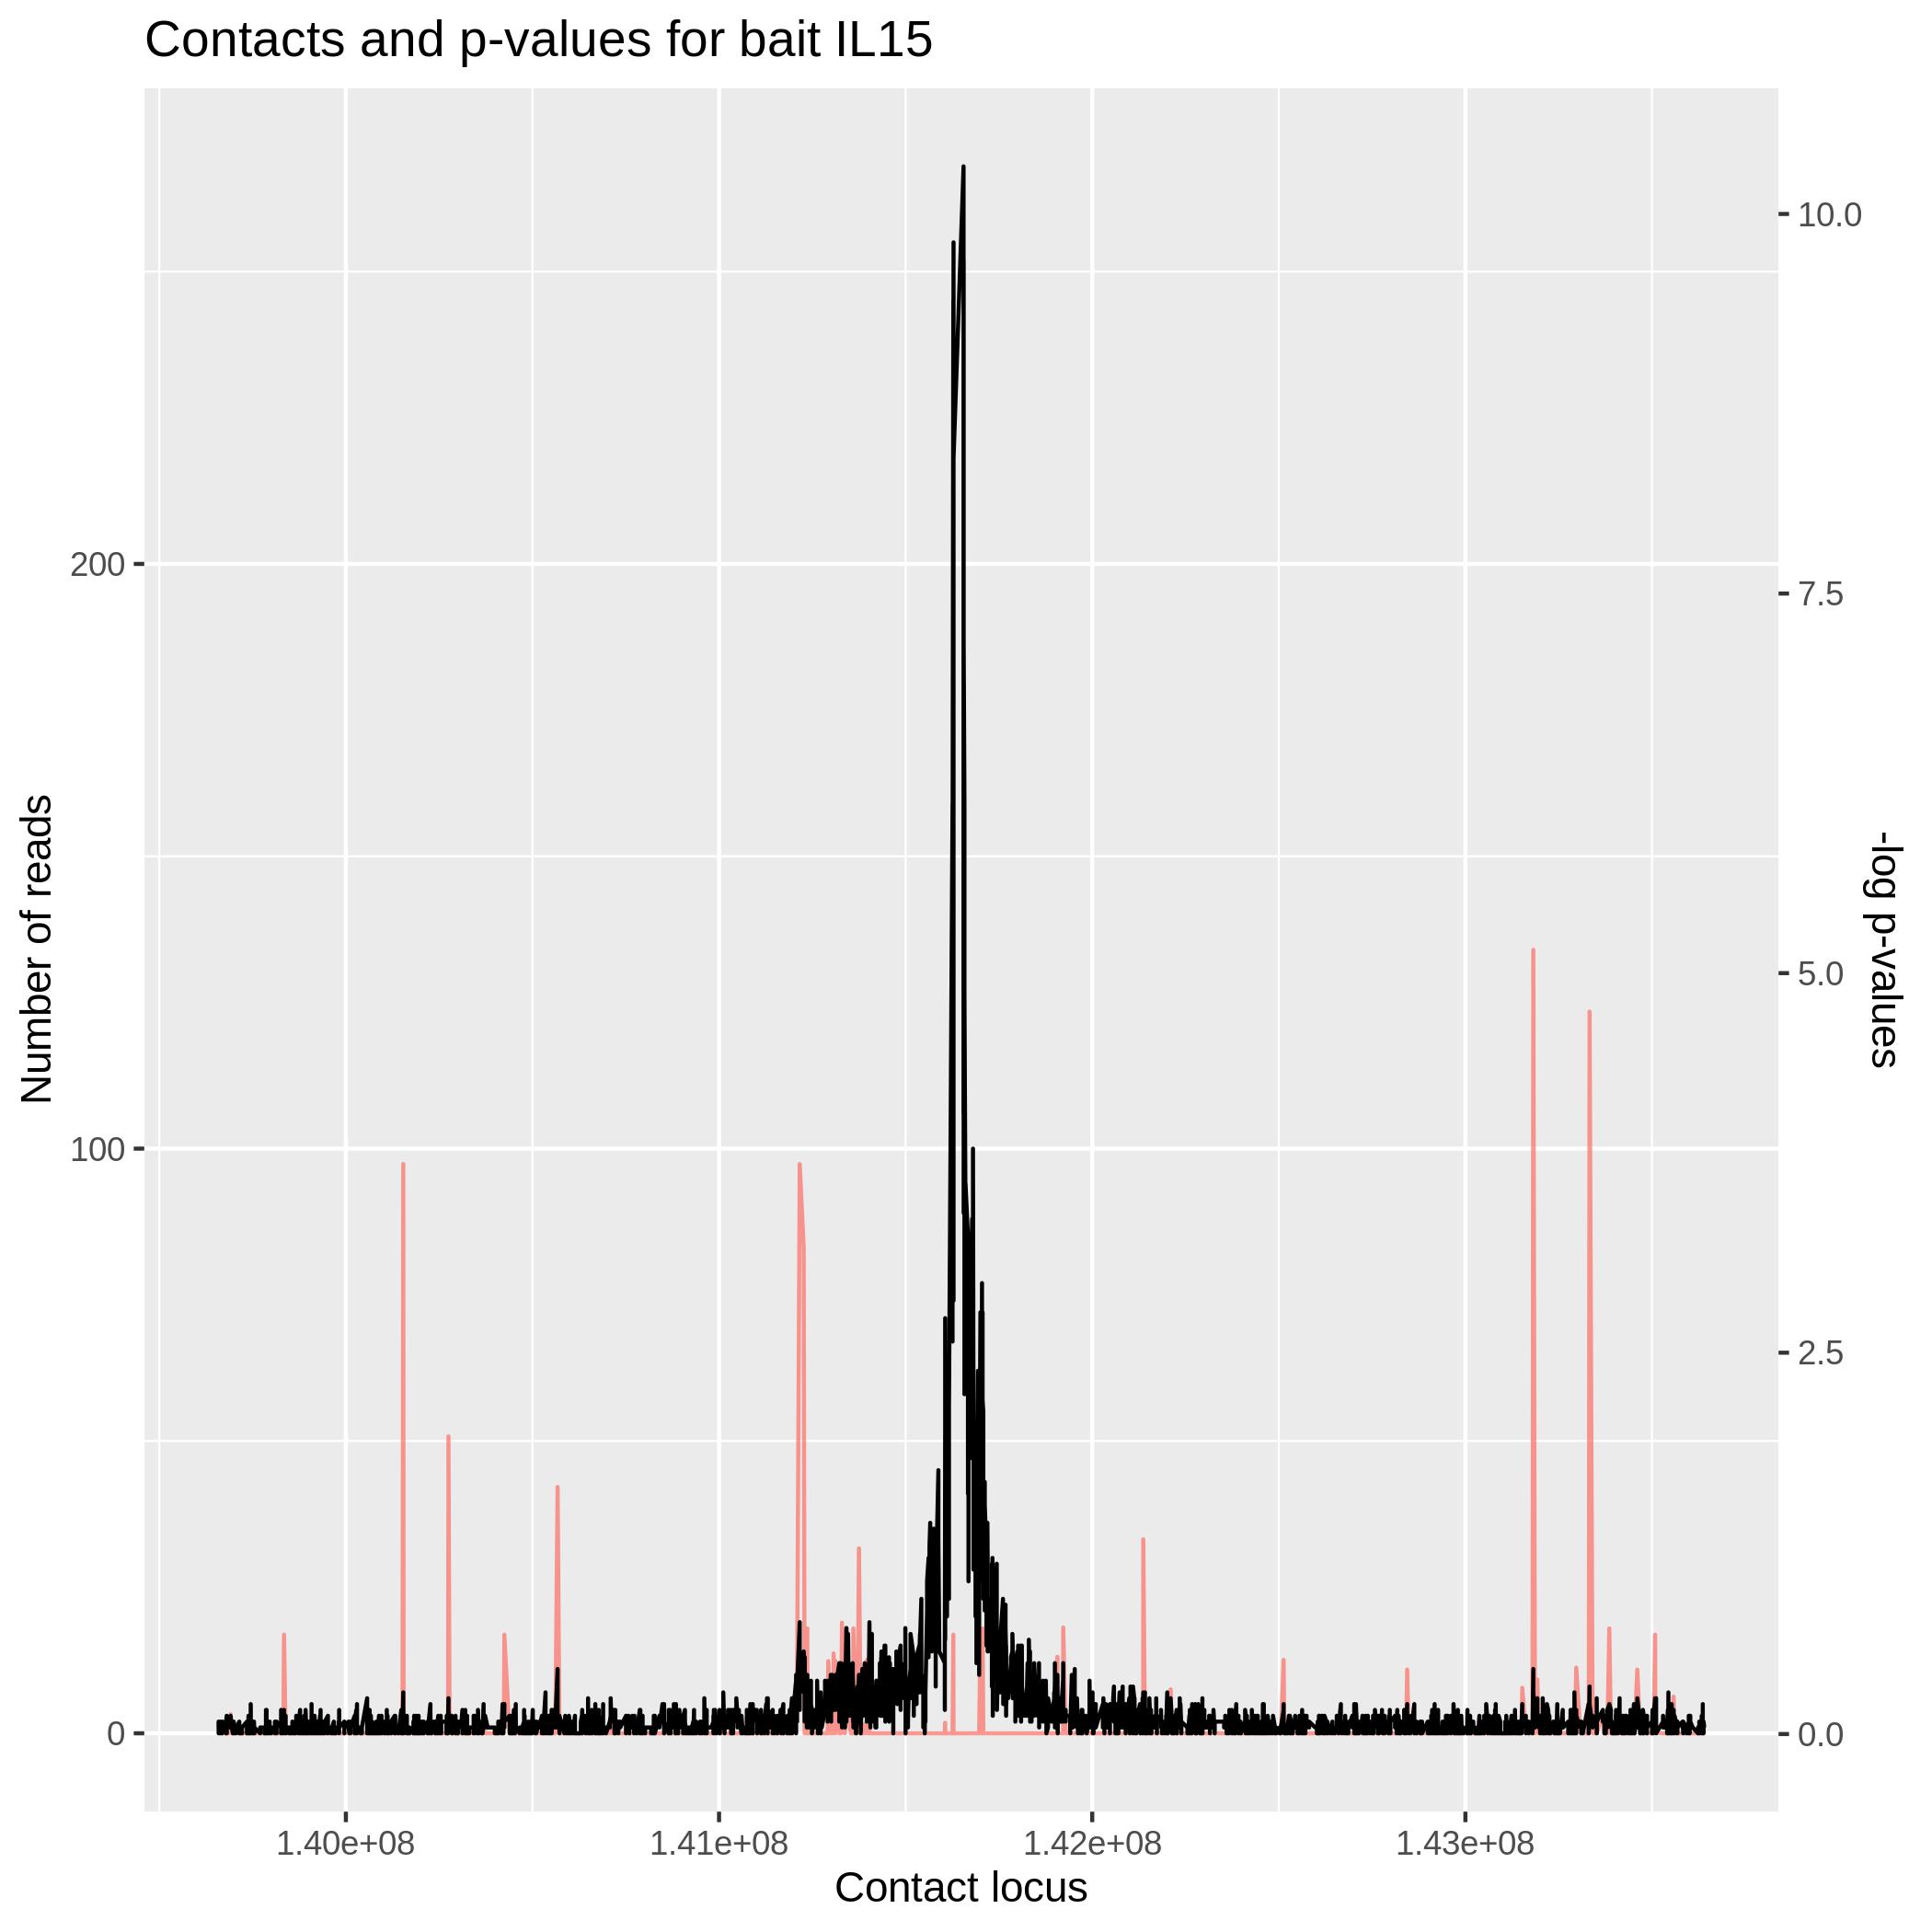 Contacts and p-values for bait IL15
Number of reads
200
100
0
10.0
7.5
5.0
2.5
0.0
-log p-values
1.40e+08
1.41e+08
1.42e+08
1.43e+08
Contact locus